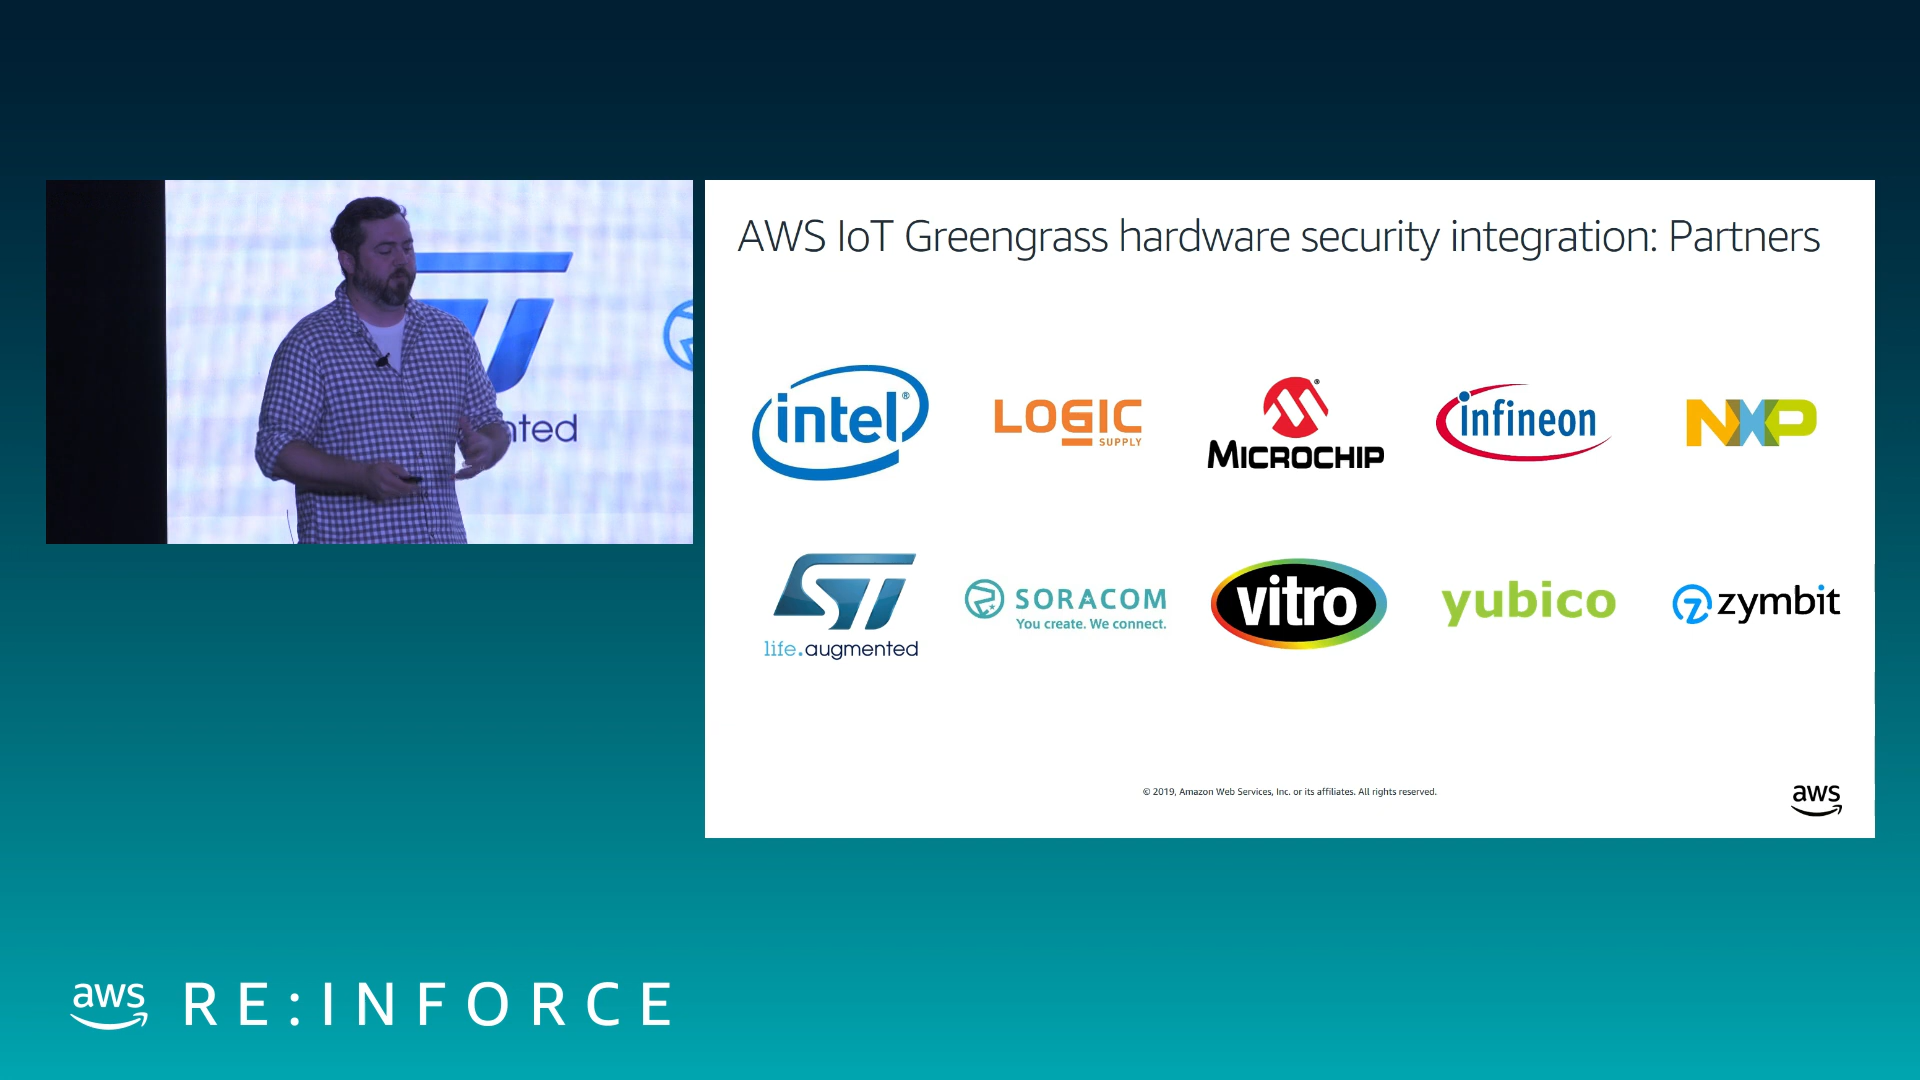 AWS IoT Greengrass hardware security integration: Partners
intel®
LOGIC
SUPPLY
MICROCHIP
®
infineon
NXP
ST
life.augmented
SORACOM
You create. We connect.
vitro
yubico
zymbit
nted
© 2019, Amazon Web Services, Inc. or its affiliates. All rights reserved.
aws
aws RE:INFORCE